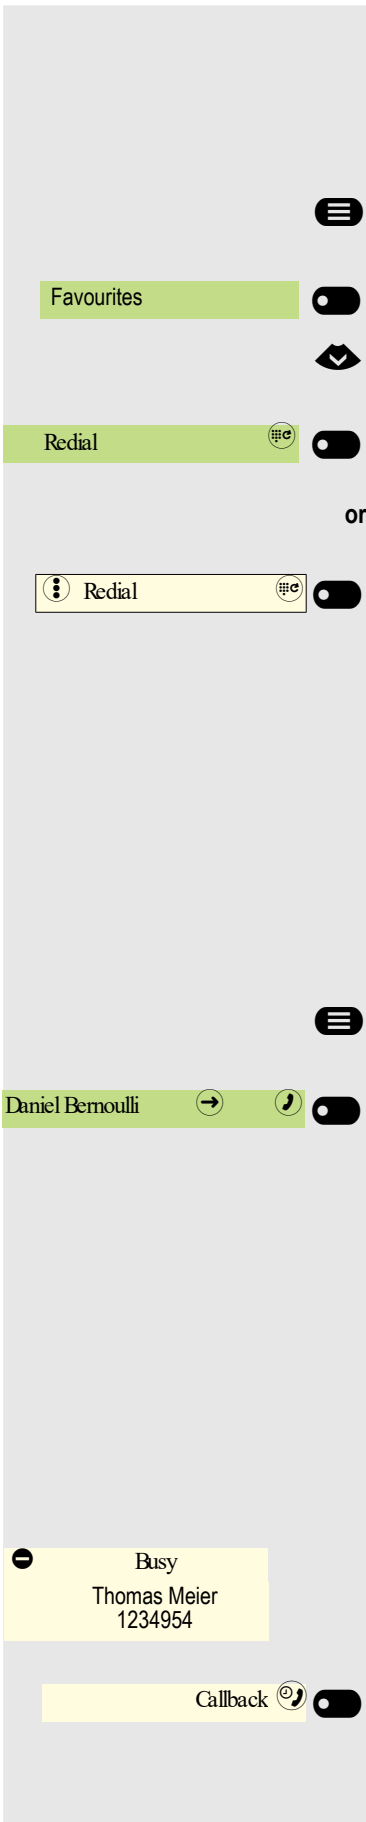 Favourites
Redial
or
Redial
Daniel Bernoulli
Busy
Thomas Meier
1234954
Callback